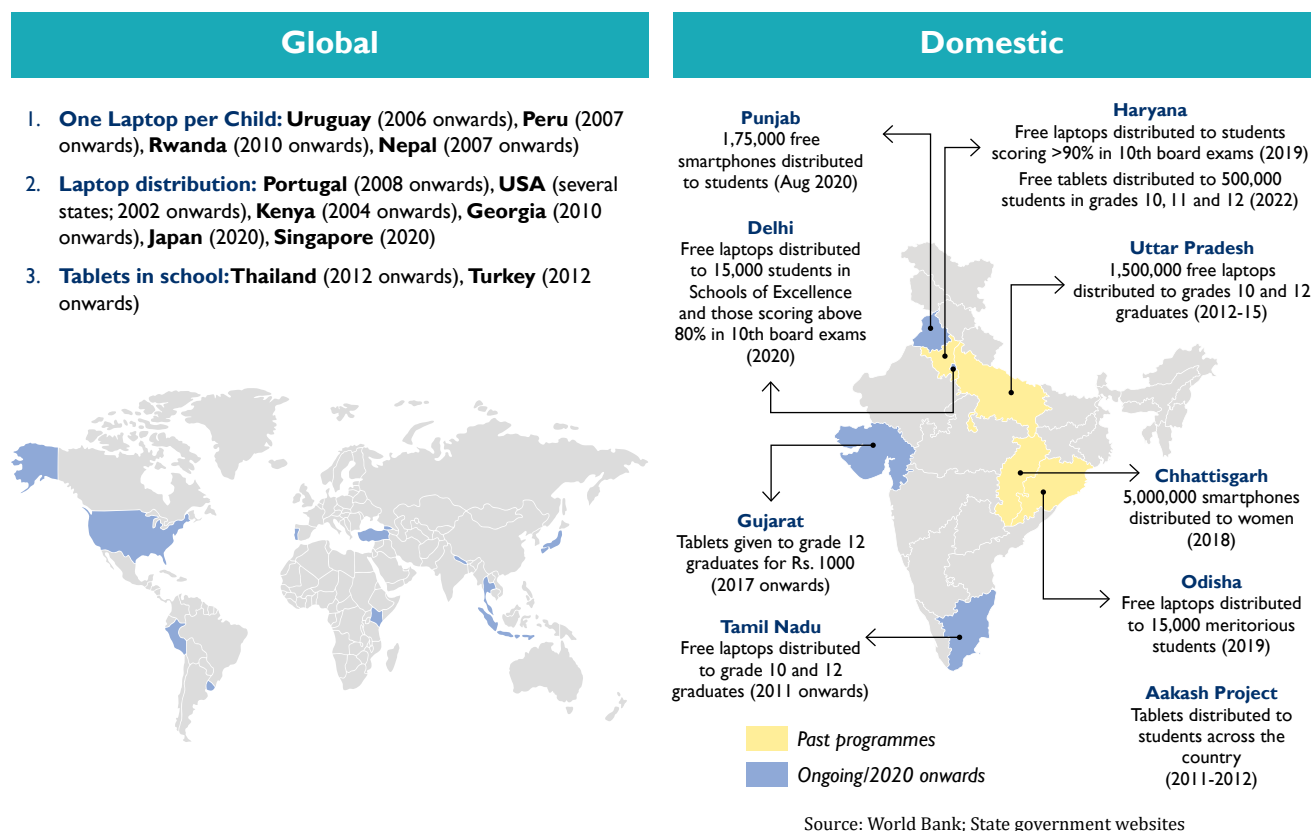 Global
1. One Laptop per Child: Uruguay (2006 onwards), Peru (2007
onwards), Rwanda (2010 onwards), Nepal (2007 onwards)
2. Laptop distribution: Portugal (2008 onwards), USA (several
states; 2002 onwards), Kenya (2004 onwards), Georgia (2010
onwards), Japan (2020), Singapore (2020)
3. Tablets in school: Thailand (2012 onwards), Turkey (2012
onwards)
Domestic
Punjab
1,75,000 free
smartphones distributed
to students (Aug 2020)
Haryana
Free laptops distributed to students
scoring >90% in 10th board exams (2019)
Free tablets distributed to 500,000
students in grades 10, 11 and 12 (2022)
Delhi
Free laptops distributed
to 15,000 students in
Schools of Excellence
and those scoring above
80% in 10th board exams
(2020)
Uttar Pradesh
1,500,000 free laptops
distributed to grades 10 and 12
graduates (2012-15)
Gujarat
Tablets given to grade 12
graduates for Rs. 1000
(2017 onwards)
Chhattisgarh
5,000,000 smartphones
distributed to women
(2018)
Tamil Nadu
Free laptops distributed
to grade 10 and 12
graduates (2011 onwards)
Odisha
Free laptops distributed
to 15,000 meritorious
students (2019)
Aakash Project
Tablets distributed to
students across the
country
(2011-2012)
Past programmes
Ongoing/2020 onwards
Source: World Bank; State government websites